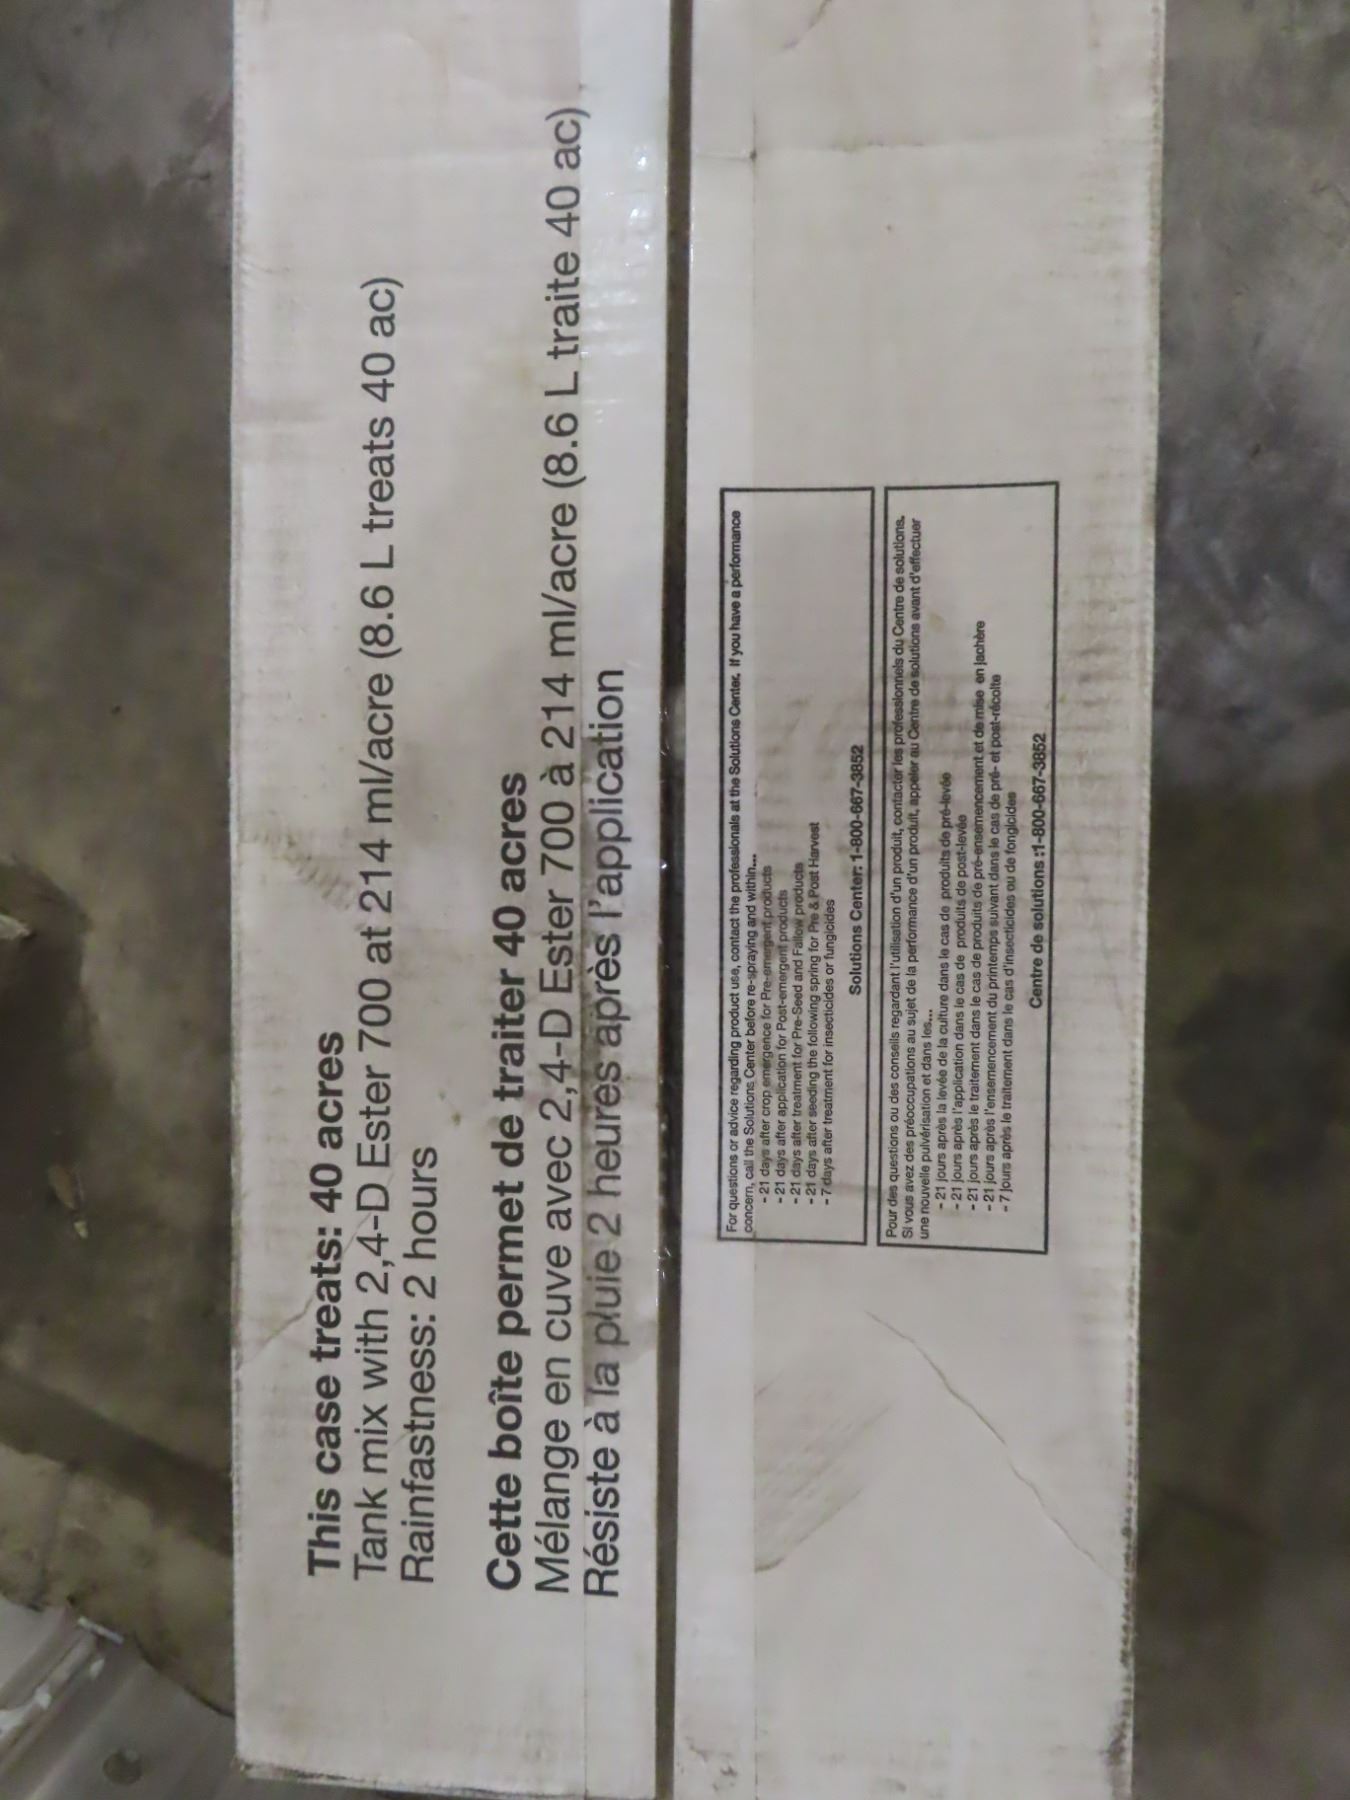 This case treats: 40 acres
Tank mix with 2,4-D Ester 700 at 214 ml/acre (8.6 L treats 40 ac)
Rainfastness: 2 hours
Cette boîte permet de traiter 40 acres
Mélange en cuve avec 2,4-D Ester 700 à 214 ml/acre (8.6 L traite 40 ac)
Résiste à la pluie 2 heures après l'application
For questions or advice regarding product use, contact the professionals at the Solutions Center. If you have a performance
concern, call the Solutions Center before re-spraying and within...
- 21 days after crop emergence for Pre-emergent products
- 21 days after application for Post-emergent products
- 21 days after treatment for Pre-Seed and Fallow products
- 21 days after seeding the following spring for Pre & Post Harvest
- 7 days after treatment for insecticides or fungicides
Solutions Center: 1-800-667-3852
Pour des questions ou des conseils regardant l'utilisation d'un produit, contacter les professionnels du Centre de solutions.
Si vous avez des préoccupations au sujet de la performance d'un produit, appeler au Centre de solutions avant d'effectuer
une nouvelle pulvérisation et dans les...
- 21 jours après la levée de la culture dans le cas de produits de pré-levée
- 21 jours après l'application dans le cas de produits de post-levée
- 21 jours après le traitement dans le cas de produits de pré-ensemencement et de mise en jachère
- 21 jours après l'ensemencement du printemps suivant dans le cas de pré- et post-récolte
- 7 jours après le traitement dans le cas d'insecticides ou de fongicides
Centre de solutions :1-800-667-3852